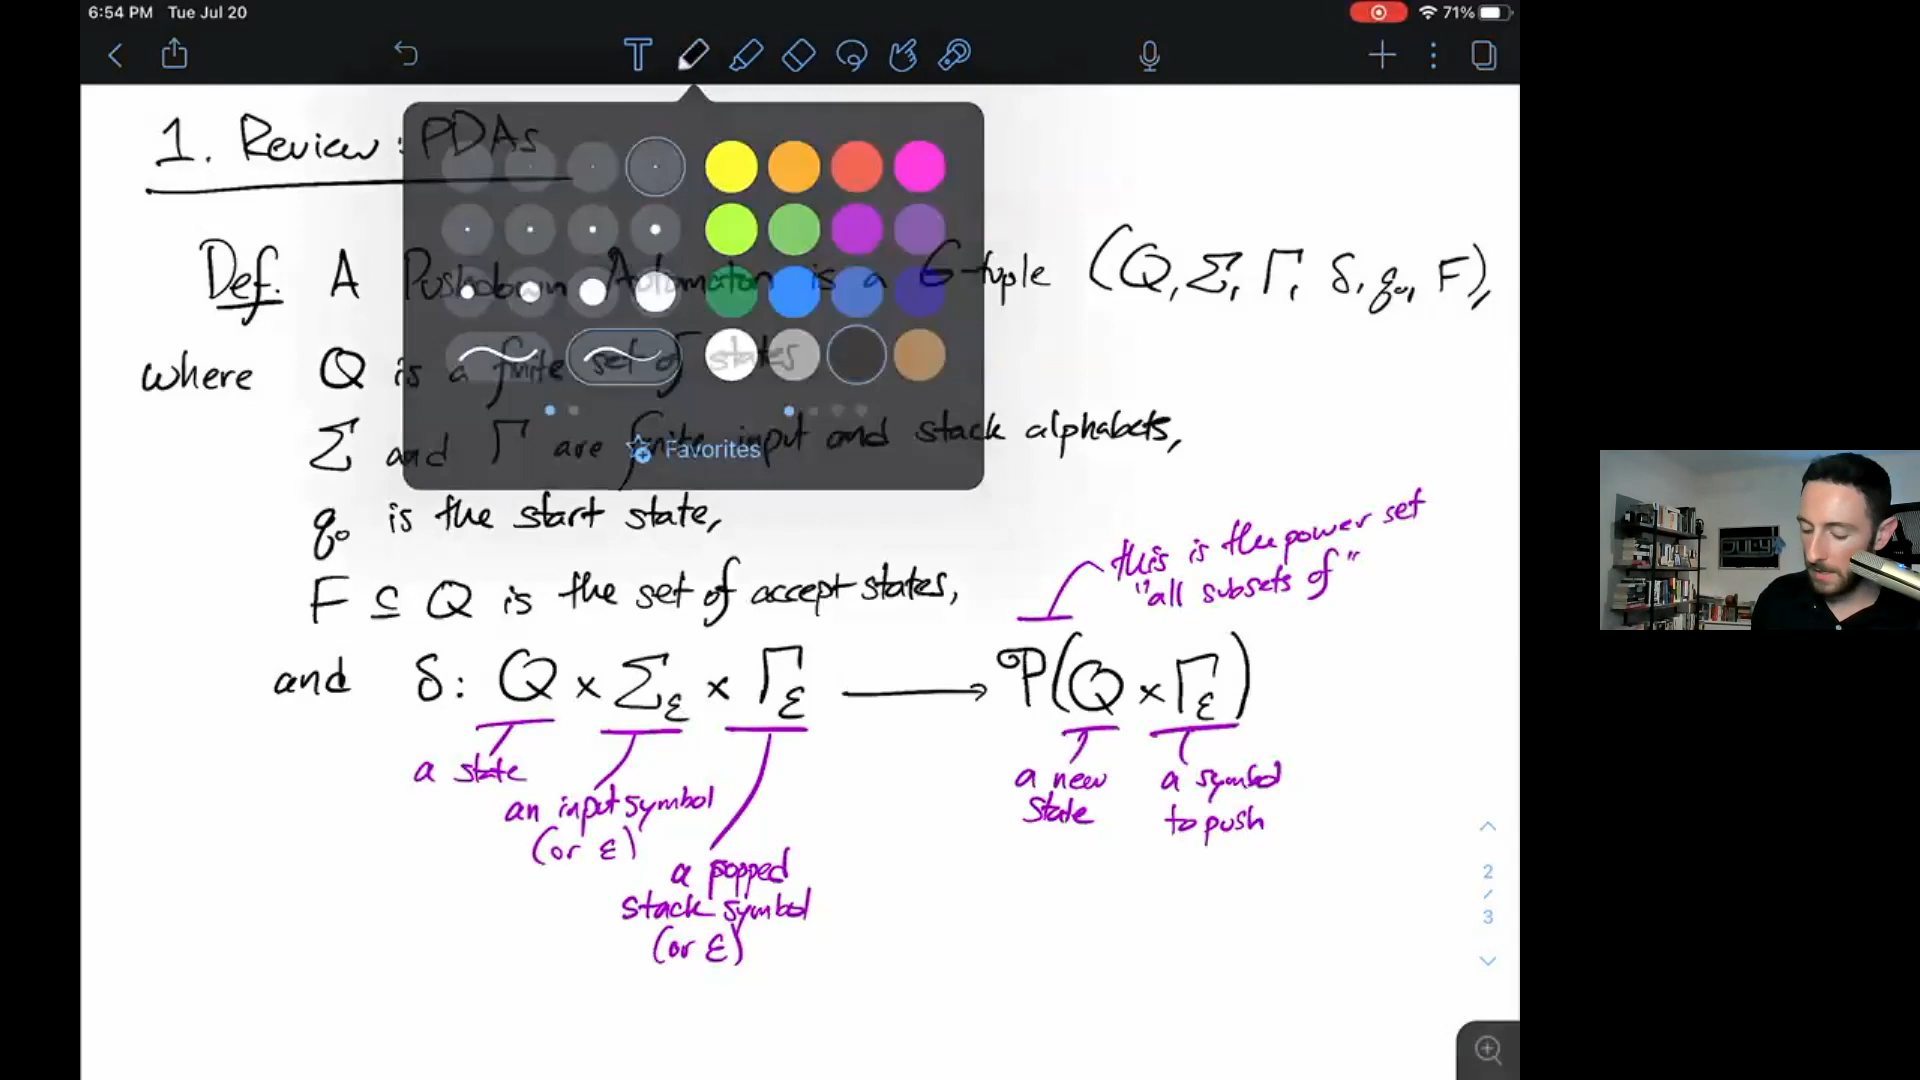 6:54 PM Tue Jul 20
71%
1. Review: PDAs
Def. A Pushdown Automaton is a 6-tuple (Q, Σ, Γ, δ, q₀, F),
where Q is a finite set of states
Σ and Γ are finite input and stack alphabets,
Favorites
q₀ is the start state,
this is the power set
"all subsets of"
F ⊆ Q is the set of accept states,
and δ: Q × Σ_ε × Γ_ε ⟶ P(Q × Γ_ε)
a state
an input symbol
(or ε)
a popped
stack symbol
(or ε)
a new
state
a symbol
to push
2
/
3